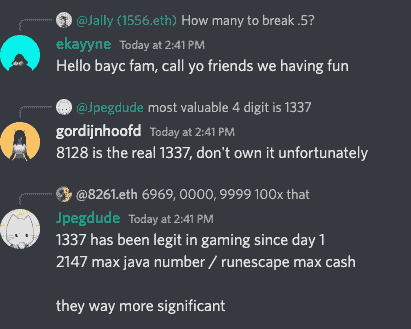 @Jally (1556.eth) How many to break .5?
ekayyne Today at 2:41 PM
Hello bayc fam, call yo friends we having fun
@Jpegdude most valuable 4 digit is 1337
gordijnhoofd Today at 2:41 PM
8128 is the real 1337, don't own it unfortunately
@8261.eth 6969, 0000, 9999 100x that
Jpegdude Today at 2:41 PM
1337 has been legit in gaming since day 1
2147 max java number / runescape max cash
they way more significant